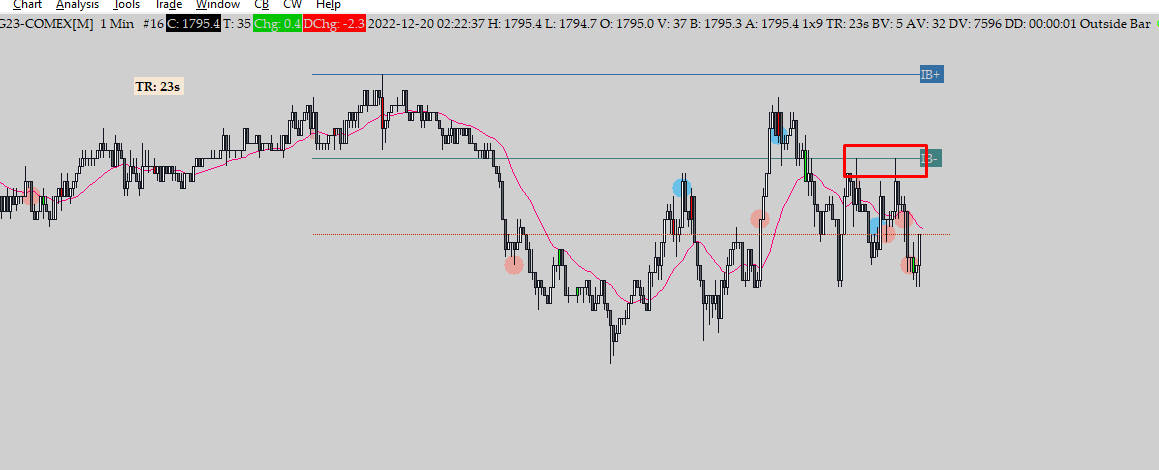 Chart Analysis Tools Trade Window CB CW Help
G23-COMEX[M] 1 Min #16 C: 1795.4 T: 35 Chg: 0.4 DChg: -2.3 2022-12-20 02:22:37 H: 1795.4 L: 1794.7 O: 1795.0 V: 37 B: 1795.3 A: 1795.4 1x9 TR: 23s BV: 5 AV: 32 DV: 7596 DD: 00:00:01 Outside Bar
IB+
TR: 23s
IB-